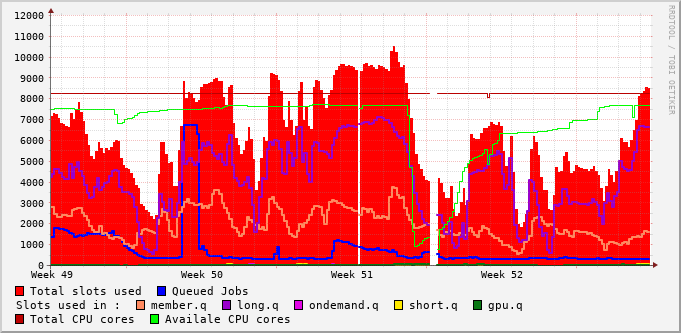 RRDTOOL / TOBI OETIKER
12000
11000
10000
9000
8000
7000
6000
5000
4000
3000
2000
1000
0
Week 49 Week 50 Week 51 Week 52
Total slots used Queued Jobs
Slots used in : member.q long.q ondemand.q short.q gpu.q
Total CPU cores Availale CPU cores